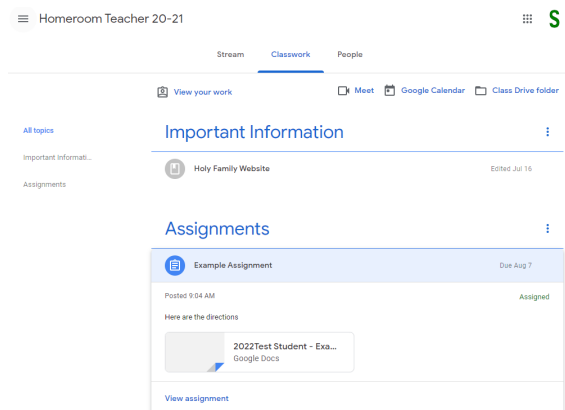 Homeroom Teacher 20-21
S
Stream Classwork People
View your work Meet Google Calendar Class Drive folder
All topics
Important Informati...
Assignments
Important Information
Holy Family Website Edited Jul 16
Assignments
Example Assignment Due Aug 7
Posted 9:04 AM Assigned
Here are the directions
2022Test Student - Exa...
Google Docs
View assignment